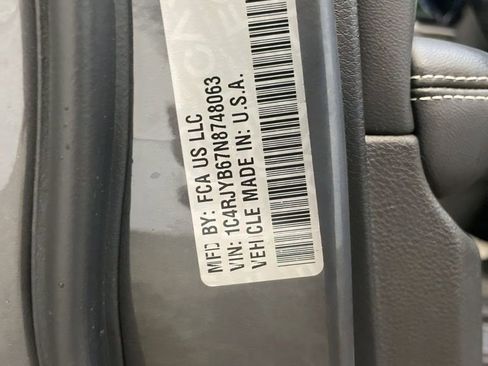 MFD BY: FCA US LLC
VIN: 1C4RJYB67N8748063
VEHICLE MADE IN: U.S.A.